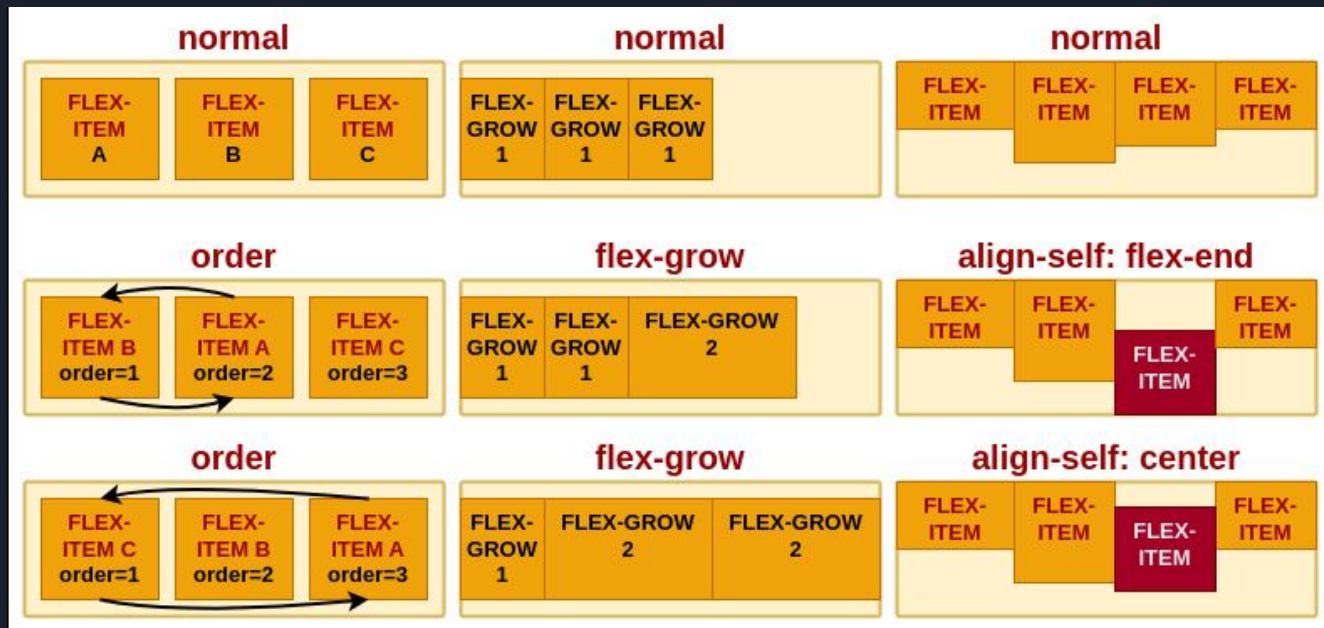 normal
FLEX-
ITEM
A
FLEX-
ITEM
B
FLEX-
ITEM
C
normal
FLEX-
GROW
1
FLEX-
GROW
1
FLEX-
GROW
1
normal
FLEX-
ITEM
FLEX-
ITEM
FLEX-
ITEM
FLEX-
ITEM
order
FLEX-
ITEM B
order=1
FLEX-
ITEM A
order=2
FLEX-
ITEM C
order=3
flex-grow
FLEX-
GROW
1
FLEX-
GROW
1
FLEX-GROW
2
align-self: flex-end
FLEX-
ITEM
FLEX-
ITEM
FLEX-
ITEM
FLEX-
ITEM
order
FLEX-
ITEM C
order=1
FLEX-
ITEM B
order=2
FLEX-
ITEM A
order=3
flex-grow
FLEX-
GROW
1
FLEX-GROW
2
FLEX-GROW
2
align-self: center
FLEX-
ITEM
FLEX-
ITEM
FLEX-
ITEM
FLEX-
ITEM